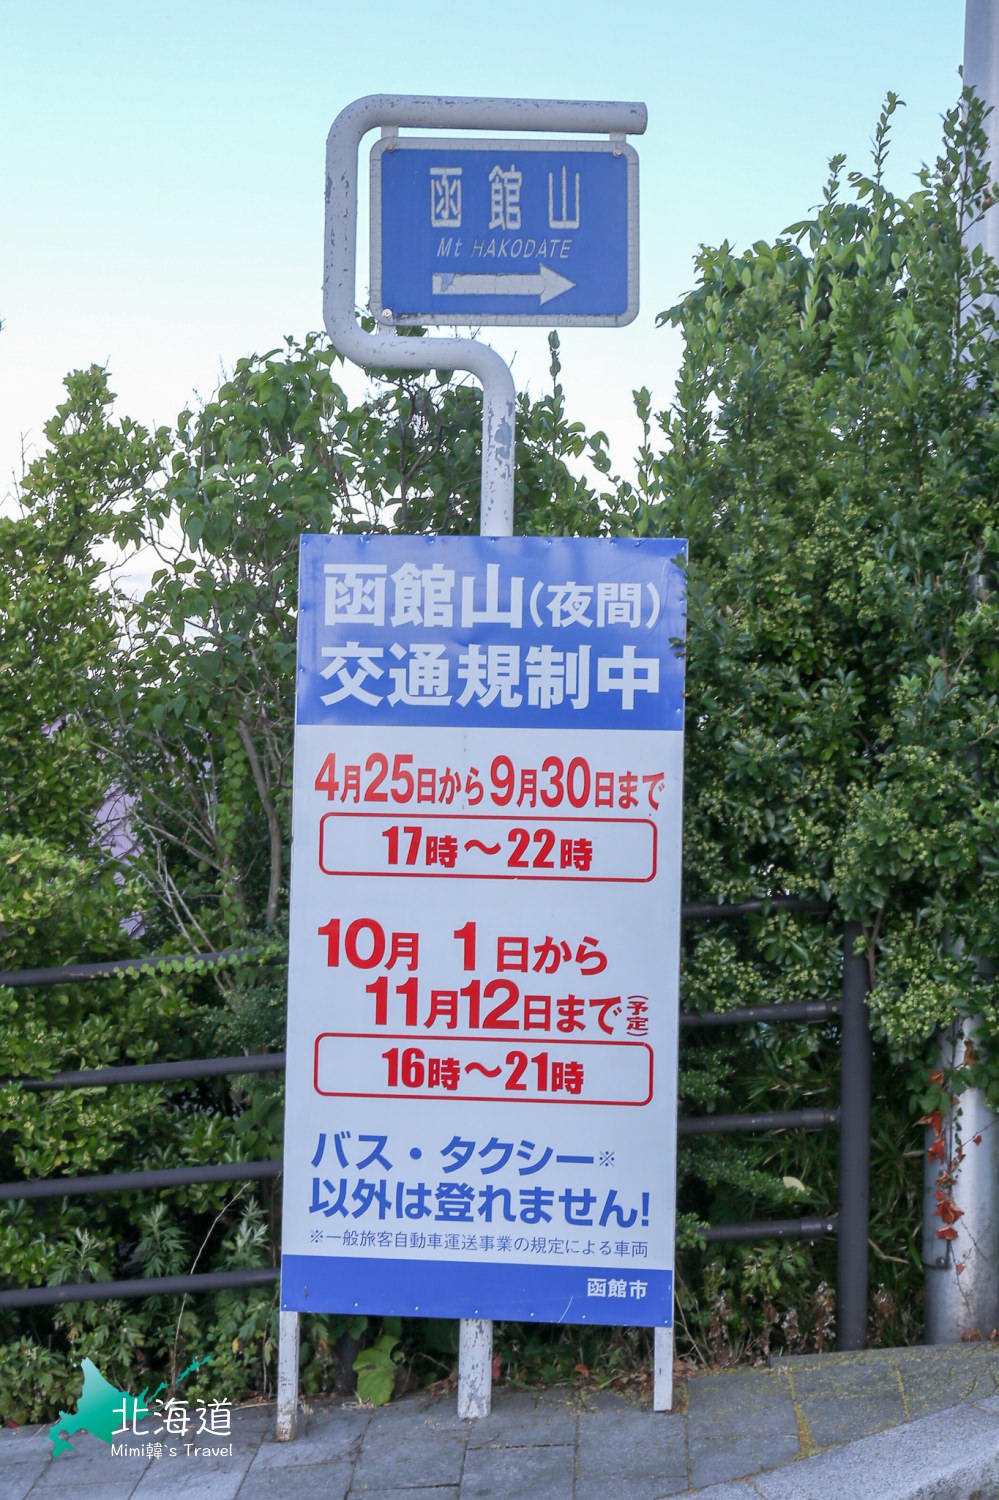 函館山
Mt. HAKODATE
函館山(夜間)
交通規制中
4月25日から9月30日まで
17時～22時
10月 1日から
11月12日まで(予定)
16時～21時
バス・タクシー※
以外は登れません!
※一般旅客自動車運送事業の規定による車両
函館市
北海道
Mimi韓's Travel